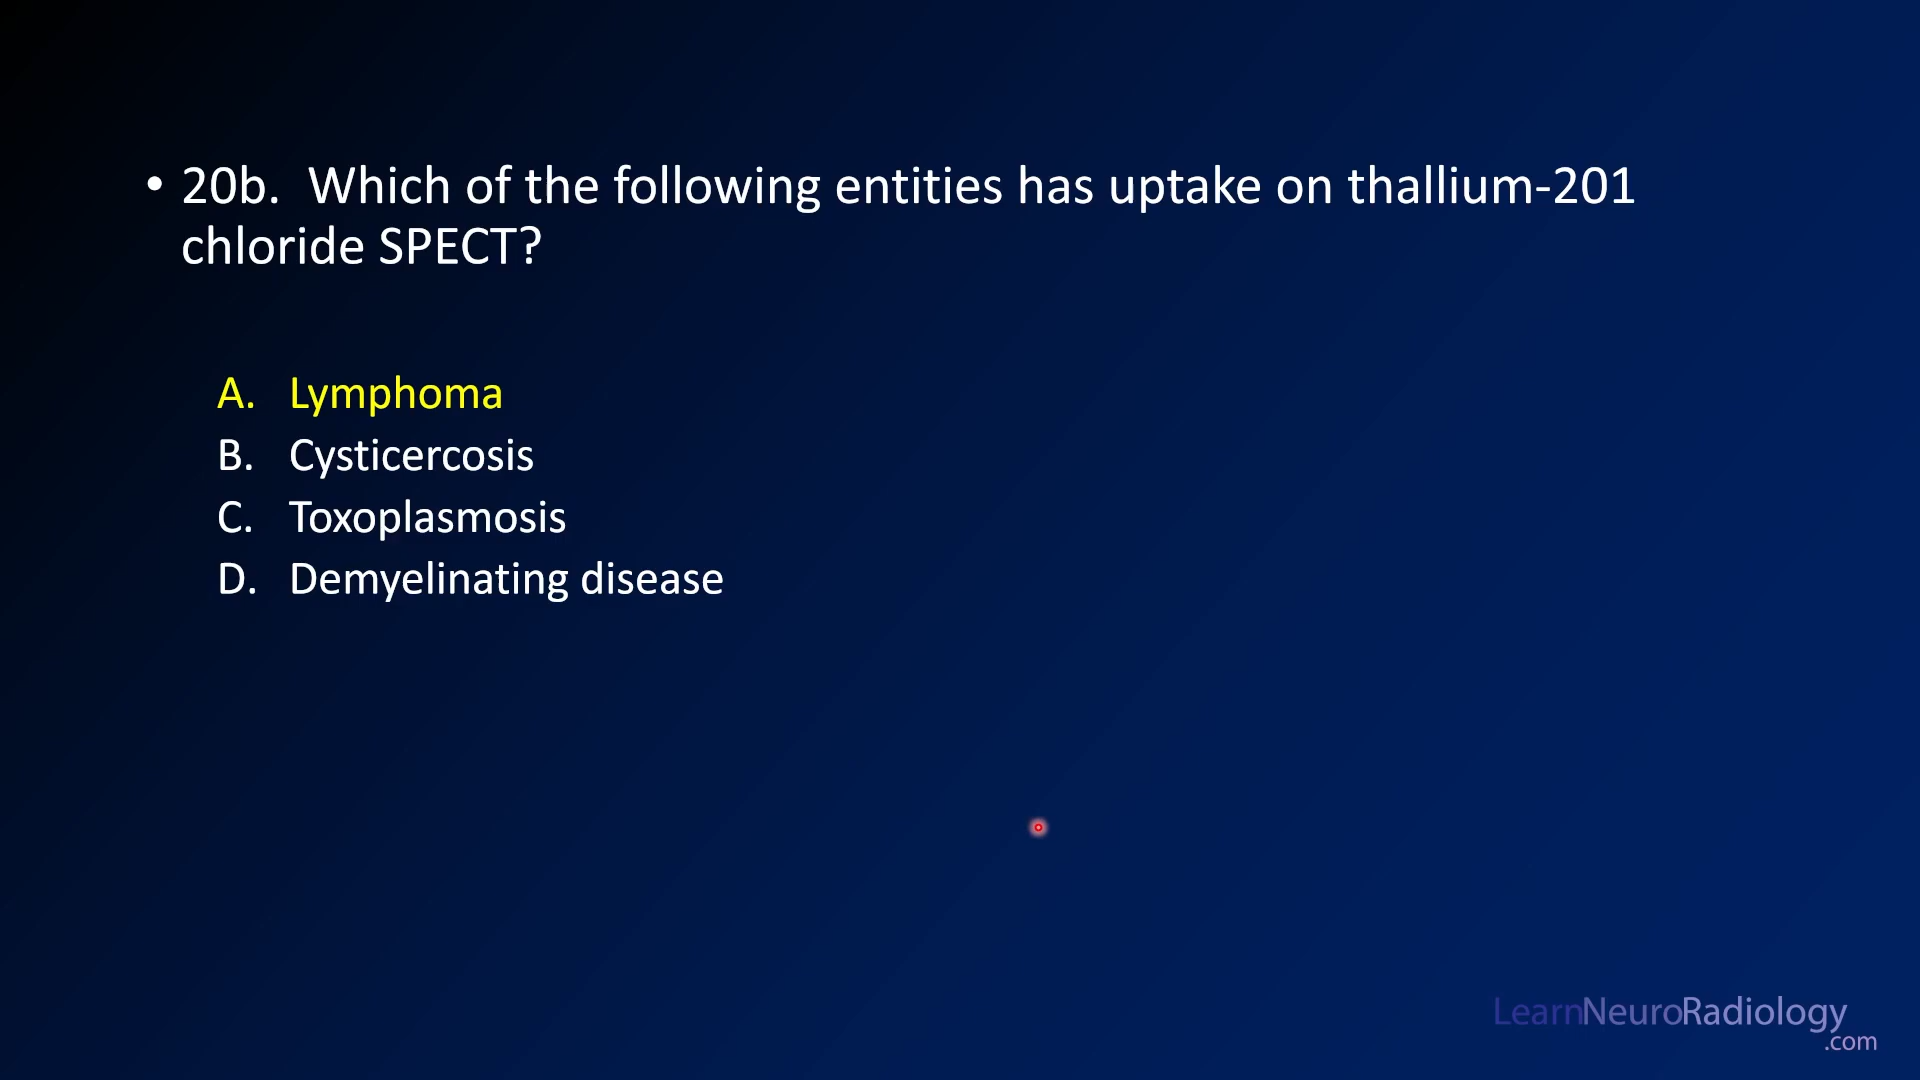 • 20b. Which of the following entities has uptake on thallium-201
chloride SPECT?
A. Lymphoma
B. Cysticercosis
C. Toxoplasmosis
D. Demyelinating disease
LearnNeuroRadiology
.com